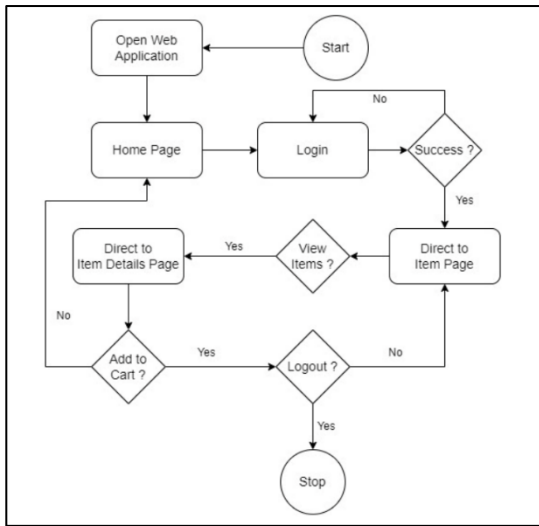 Open Web
Application
Start
No
Home Page
Login
Success ?
Yes
Direct to
Item Details Page
Yes
View
Items ?
Direct to
Item Page
No
Add to
Cart ?
Yes
Logout ?
No
Yes
Stop